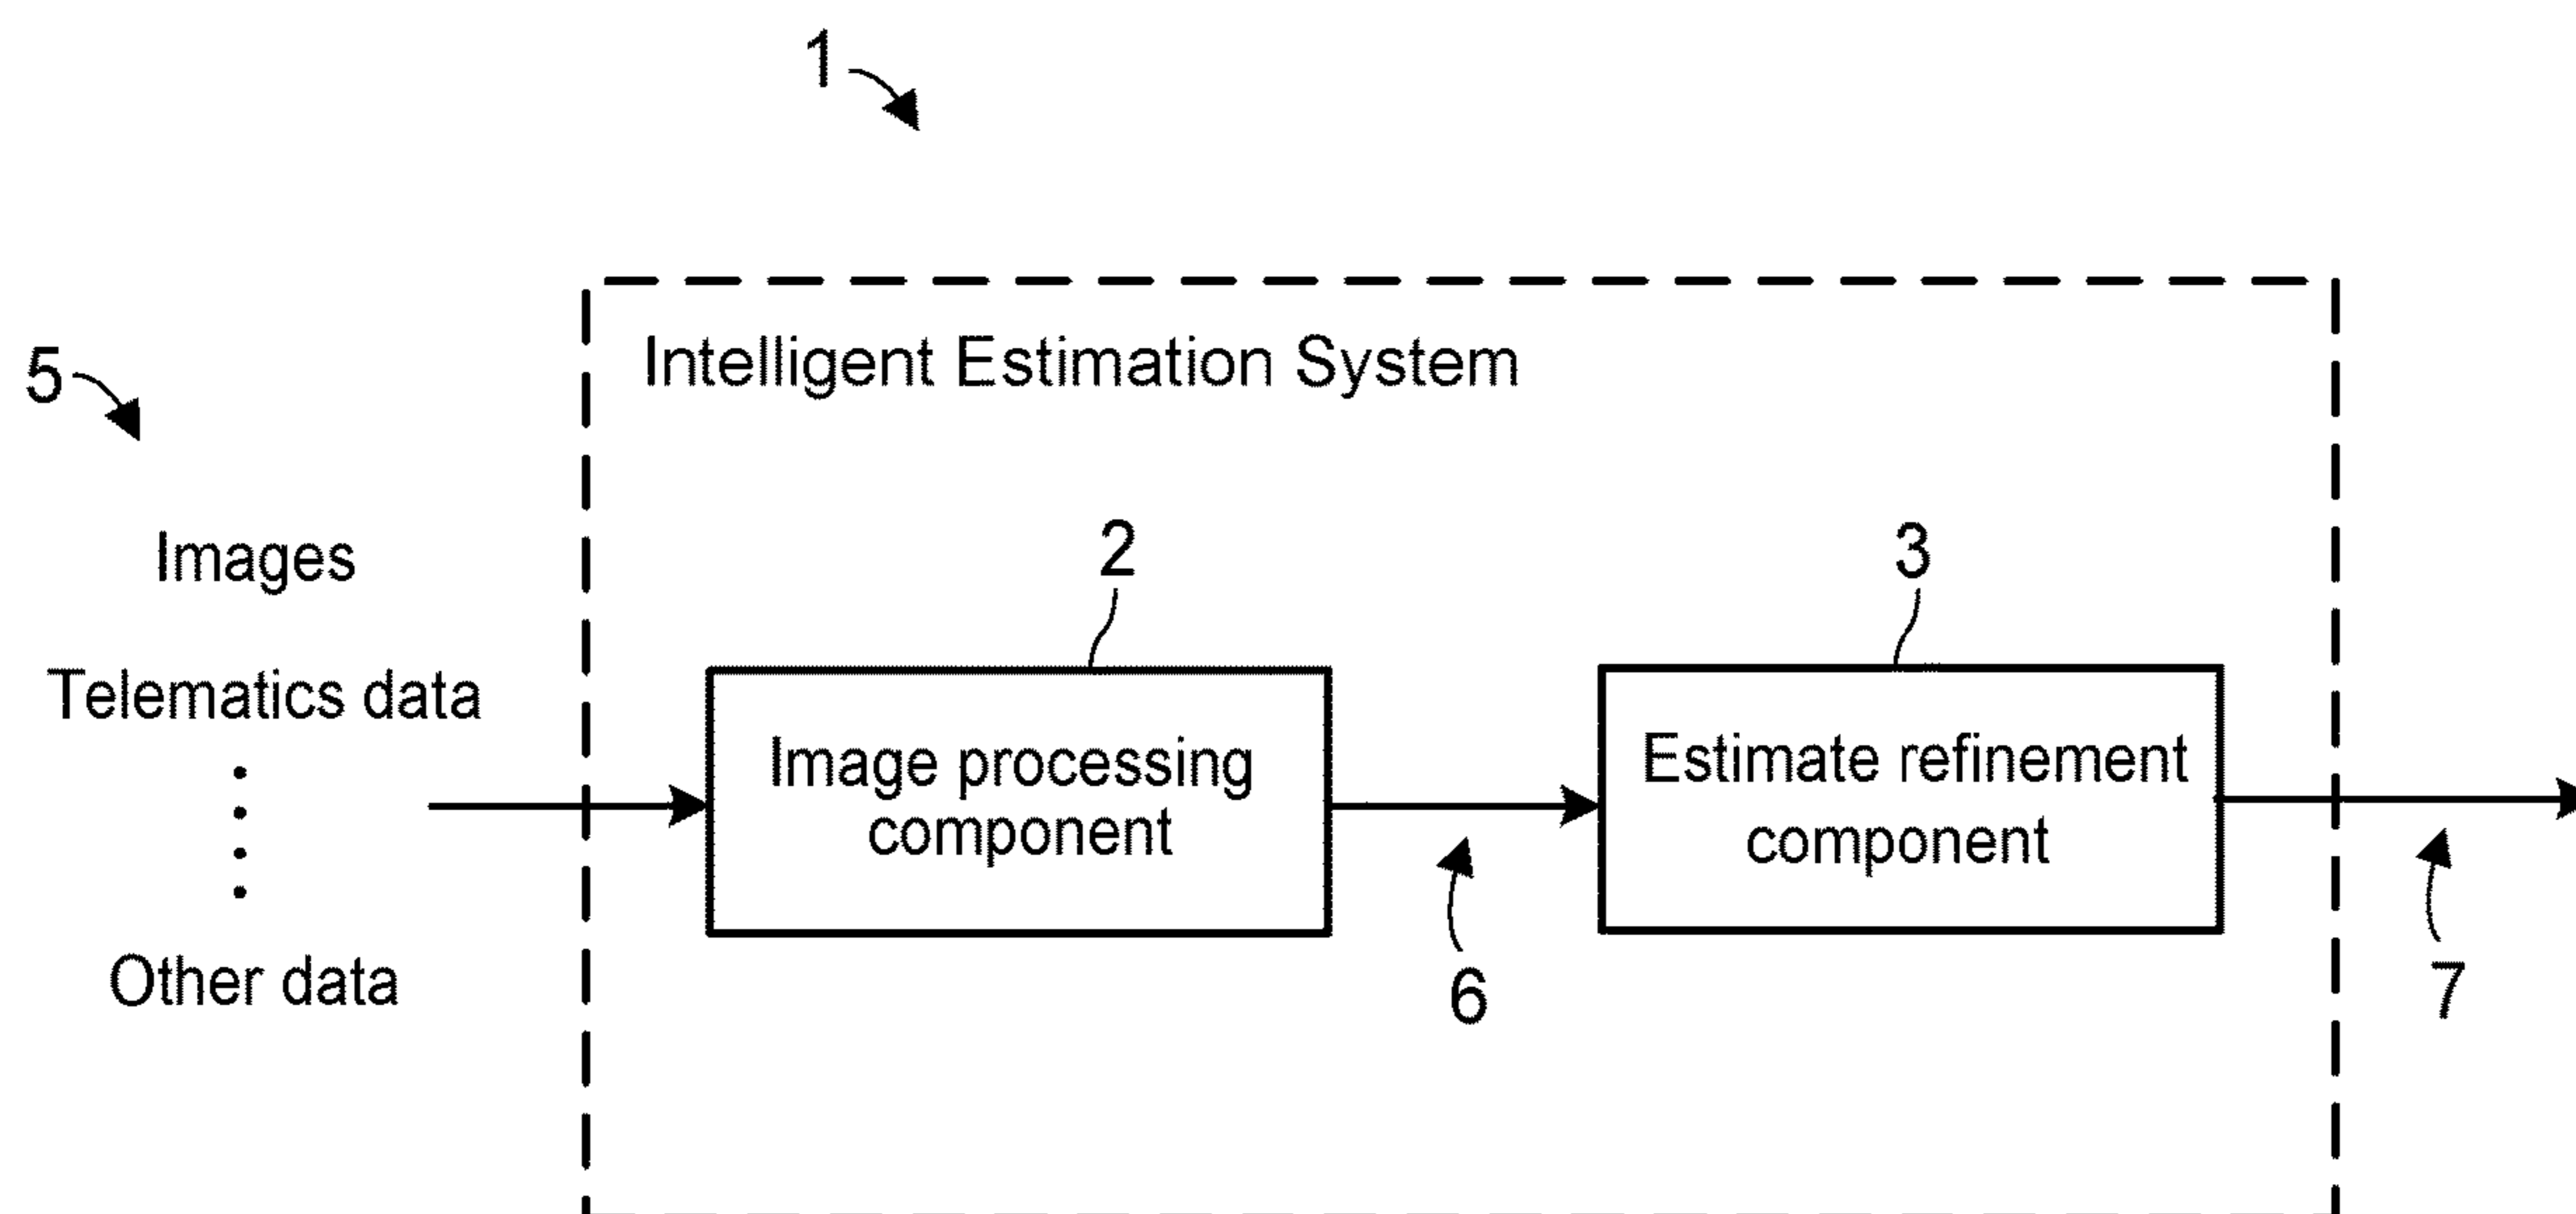 1
5
Intelligent Estimation System
Images
Telematics data
Other data
2
Image processing
component
6
3
Estimate refinement
component
7